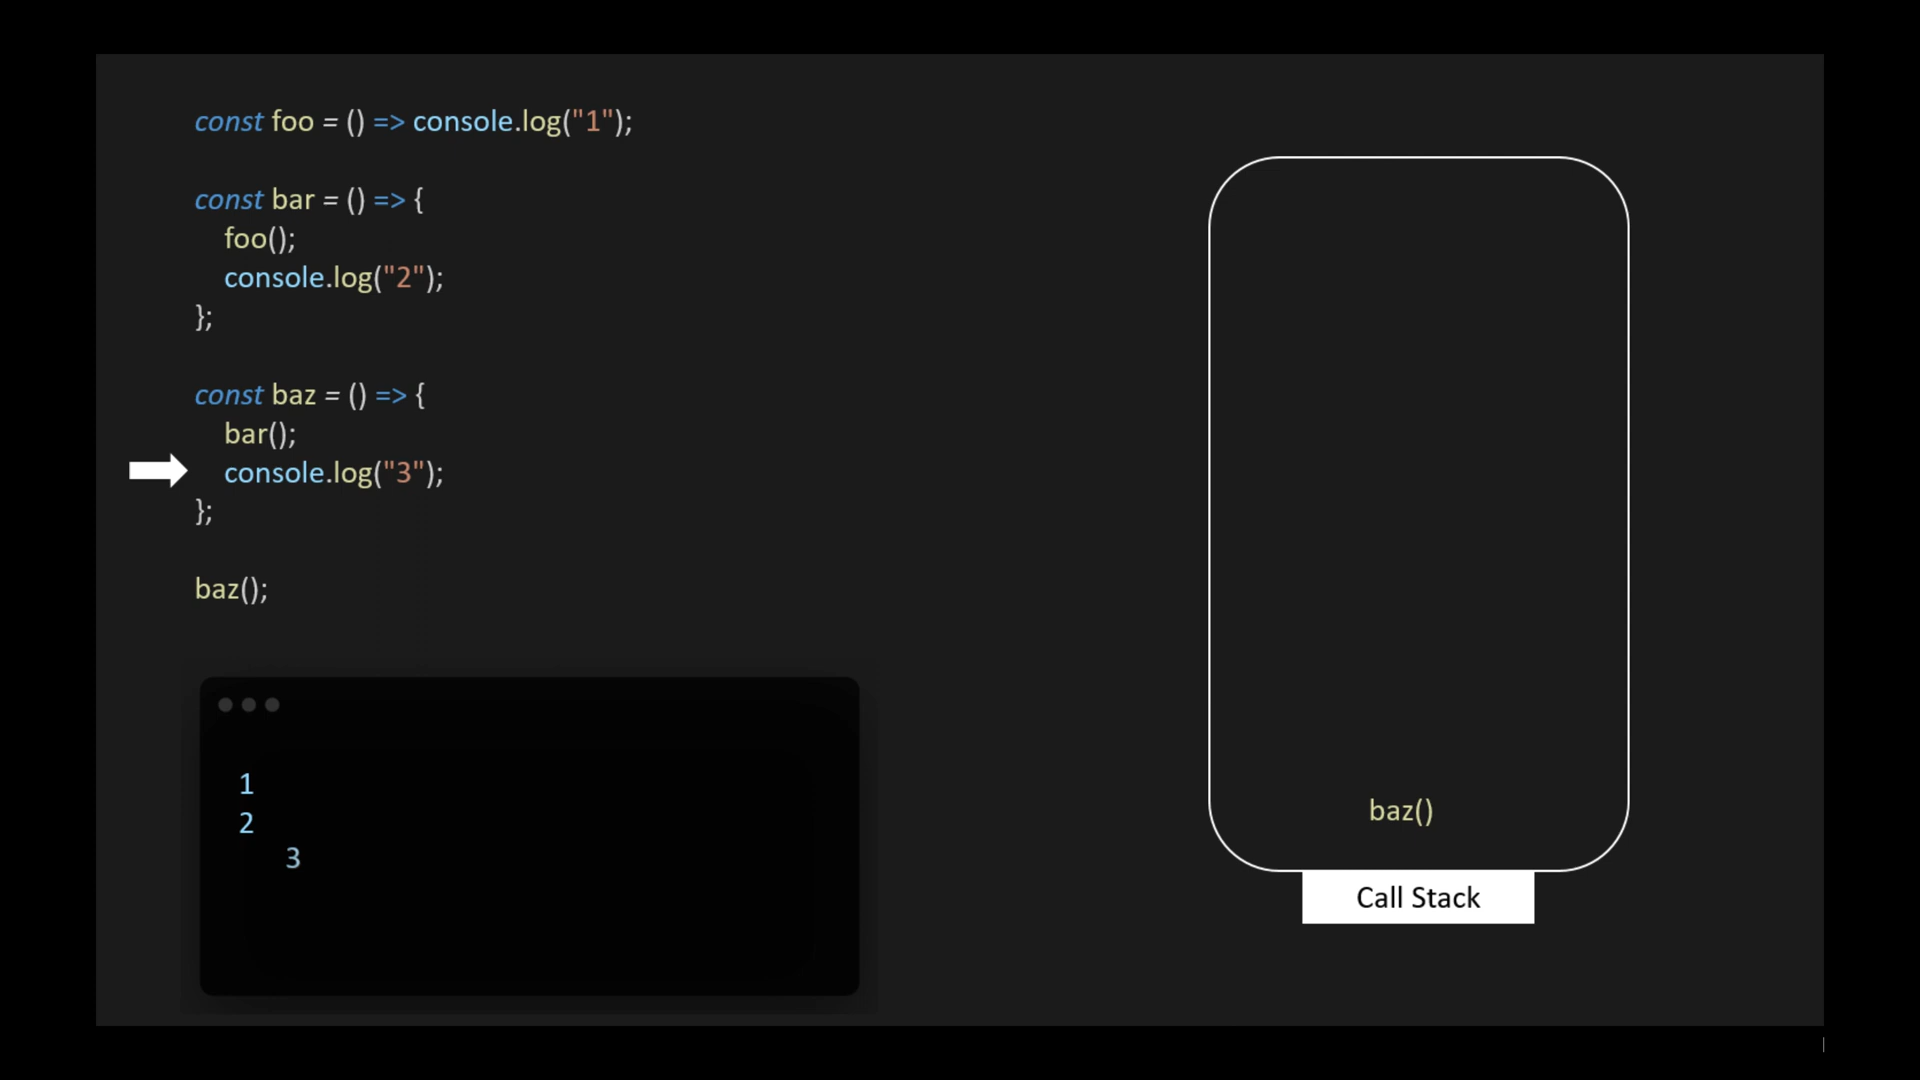 const foo = () => console.log("1");
const bar = () => {
foo();
console.log("2");
};
const baz = () => {
bar();
console.log("3");
};
baz();
1
2
3
baz()
Call Stack